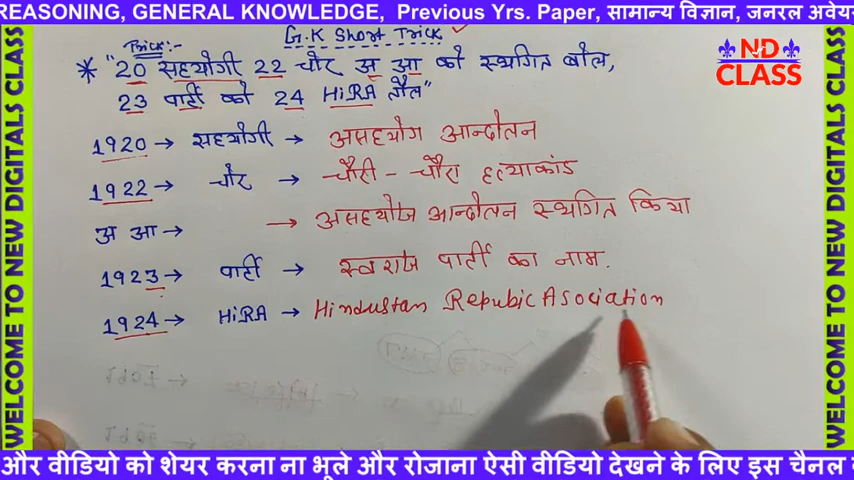 REASONING, GENERAL KNOWLEDGE, Previous Yrs. Paper, सामान्य विज्ञान, जनरल अवेयर
G.K Short Trick
Trick:-
* "20 सहयोगी 22 चोर अ आ को स्थगित बोल,
23 पार्टी को 24 HiRA तौल"
1920→ सहयोगी → असहयोग आन्दोलन
1922→ चोर → चौरी-चौरा हत्याकांड
अ आ→ → असहयोग आन्दोलन स्थगित किया
1923→ पार्टी → स्वराज पार्टी का नाम.
1924→ HiRA → Hindustan Repubic Asociation
ND
CLASS
WELCOME TO NEW DIGITALS CLASS
WELCOME TO NEW DIGITALS CLASS
और वीडियो को शेयर करना ना भूले और रोजाना ऐसी वीडियो देखने के लिए इस चैनल